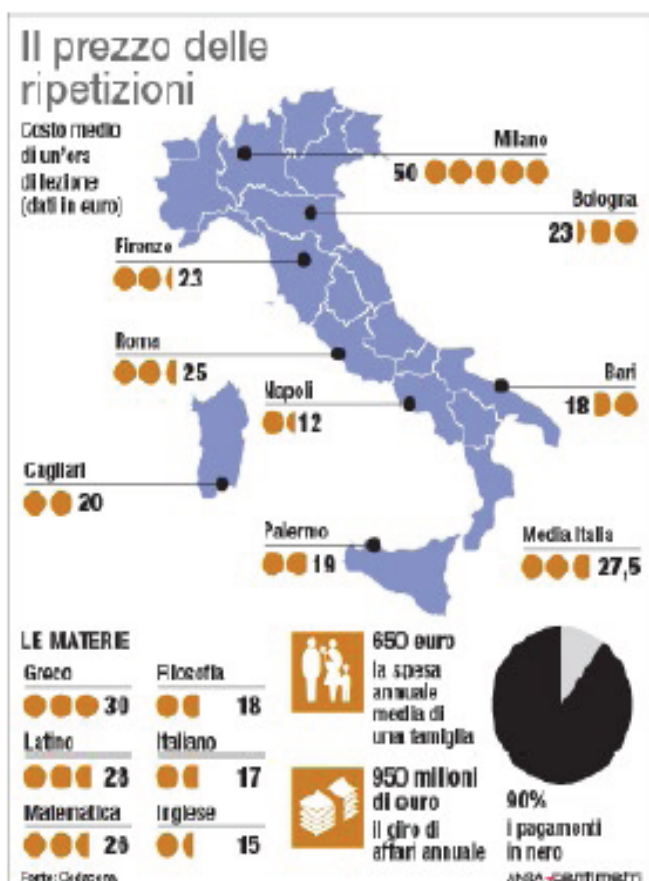 Il prezzo delle
ripetizioni
Costo medio
di un'ora
di lezione
(dati in euro)
Milano
50
Bologna
23
Firenze
23
Roma
25
Napoli
12
Bari
18
Cagliari
20
Palermo
19
Media Italia
27,5
LE MATERIE
Greco
30
Filosofia
18
Latino
Italiano
17
Matematica
Inglese
15
650 euro
la spesa
annuale
media di
una famiglia
950 milioni
di euro
il giro di
affari annuale
90%
i pagamenti
in nero
Fonte:
centimetri